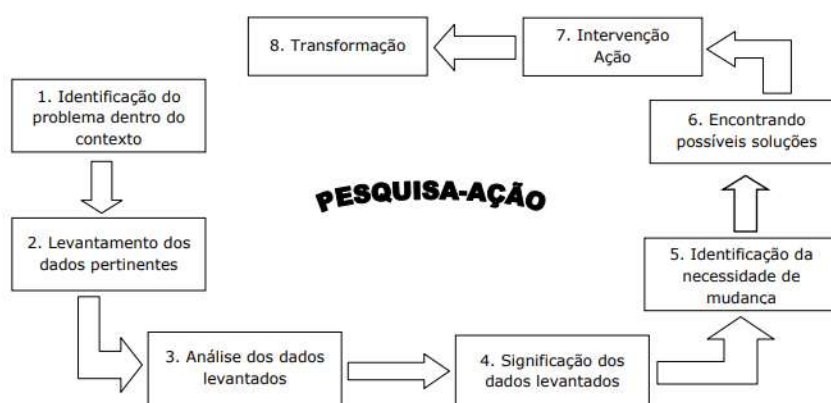 1. Identificação do
problema dentro do
contexto
2. Levantamento dos
dados pertinentes
3. Análise dos dados
levantados
4. Significação dos
dados levantados
5. Identificação da
necessidade de
mudança
6. Encontrando
possíveis soluções
7. Intervenção
Ação
8. Transformação
PESQUISA-AÇÃO